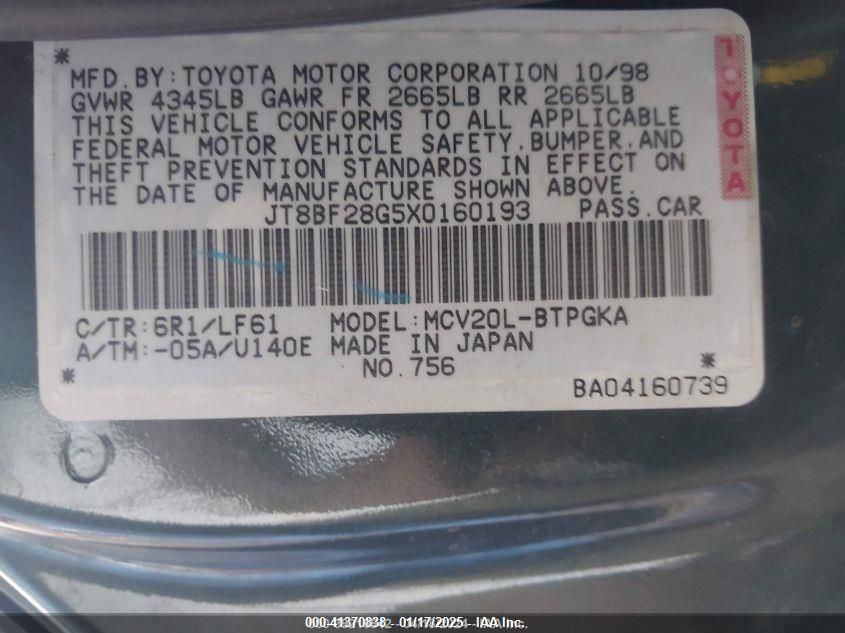 MFD.BY:TOYOTA MOTOR CORPORATION 10/98
GVWR 4345LB GAWR FR 2665LB RR 2665LB
THIS VEHICLE CONFORMS TO ALL APPLICABLE
FEDERAL MOTOR VEHICLE SAFETY,BUMPER,AND
THEFT PREVENTION STANDARDS IN EFFECT ON
THE DATE OF MANUFACTURE SHOWN ABOVE.
JT8BF28G5X0160193 PASS.CAR
C/TR:6R1/LF61 MODEL:MCV20L-BTPGKA
A/TM:-05A/U140E MADE IN JAPAN
NO.756
BA04160739
TOYOTA
000-41370838 - 01/17/2025 - IAA Inc.